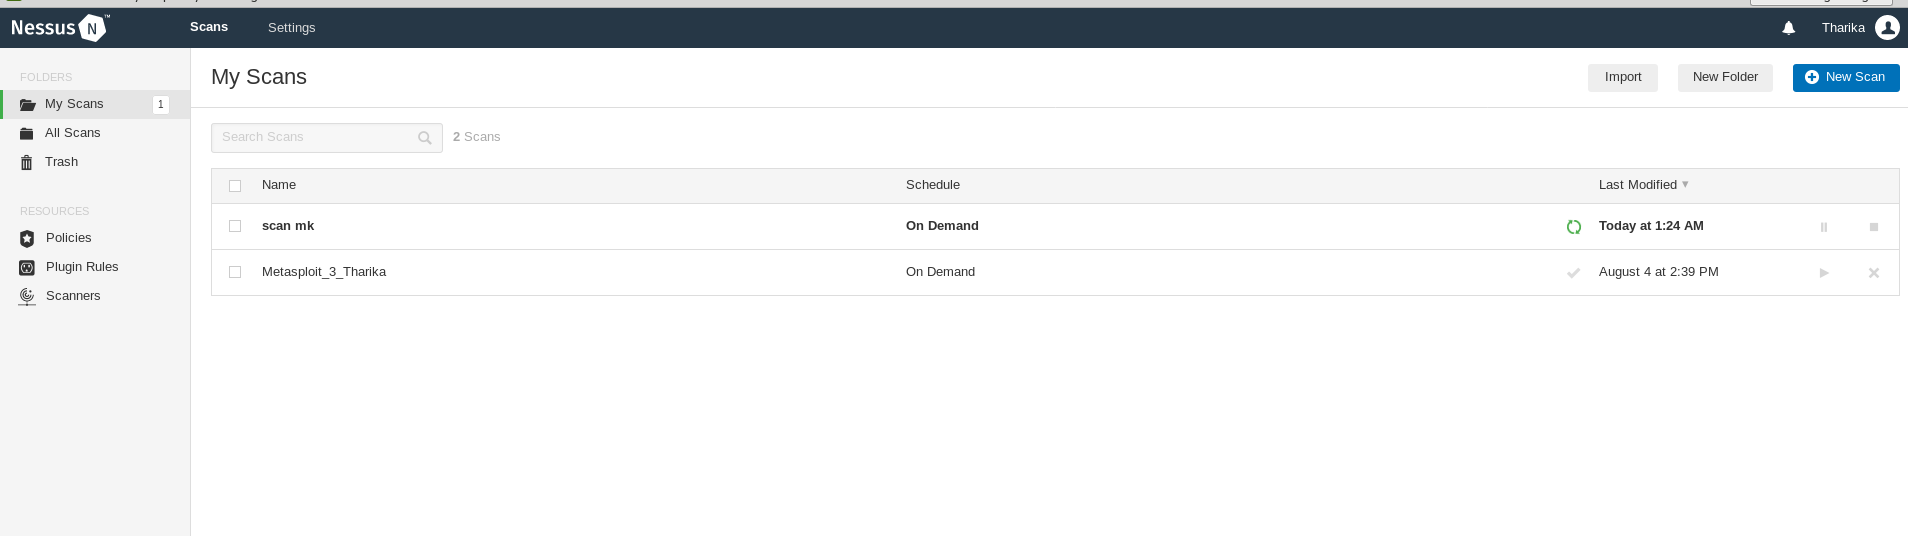 Nessus N ™
Scans Settings
Tharika
FOLDERS
My Scans 1
All Scans
Trash
RESOURCES
Policies
Plugin Rules
Scanners
My Scans
Import New Folder New Scan
Search Scans 2 Scans
Name Schedule Last Modified ▼
scan mk On Demand Today at 1:24 AM
Metasploit_3_Tharika On Demand August 4 at 2:39 PM